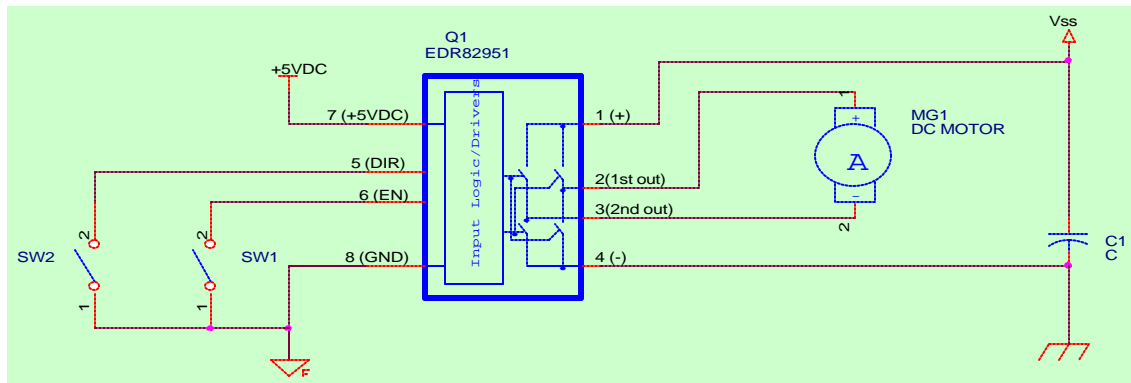 Vss
Q1
EDR82951
+5VDC
7 (+5VDC)
1 (+)
1
+
MG1
DC MOTOR
A
5 (DIR)
6 (EN)
2(1st out)
3(2nd out)
-
2
Input Logic/Drivers
2
2
SW2
SW1
8 (GND)
4 (-)
C1
C
1
1
F